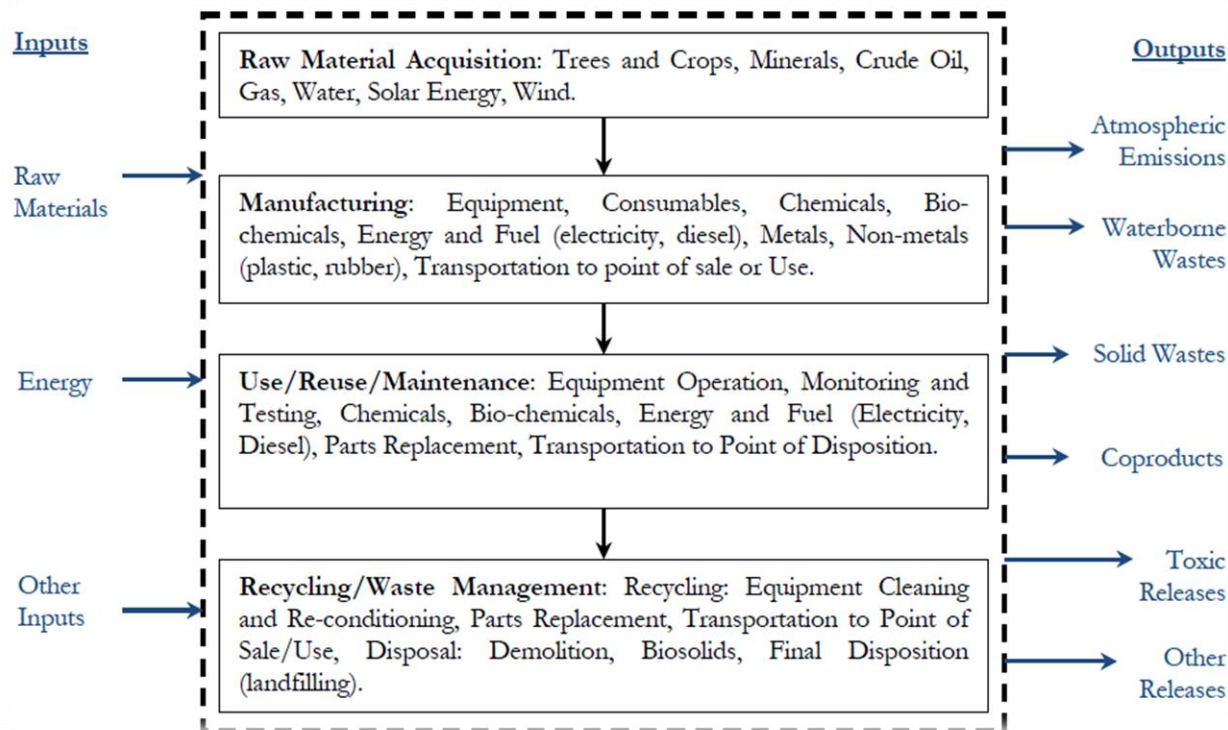 Inputs
Raw
Materials
Energy
Other
Inputs
Raw Material Acquisition: Trees and Crops, Minerals, Crude Oil,
Gas, Water, Solar Energy, Wind.
Manufacturing: Equipment, Consumables, Chemicals, Bio-
chemicals, Energy and Fuel (electricity, diesel), Metals, Non-metals
(plastic, rubber), Transportation to point of sale or Use.
Use/Reuse/Maintenance: Equipment Operation, Monitoring and
Testing, Chemicals, Bio-chemicals, Energy and Fuel (Electricity,
Diesel), Parts Replacement, Transportation to Point of Disposition.
Recycling/Waste Management: Recycling: Equipment Cleaning
and Re-conditioning, Parts Replacement, Transportation to Point of
Sale/Use, Disposal: Demolition, Biosolids, Final Disposition
(landfilling).
Outputs
Atmospheric
Emissions
Waterborne
Wastes
Solid Wastes
Coproducts
Toxic
Releases
Other
Releases